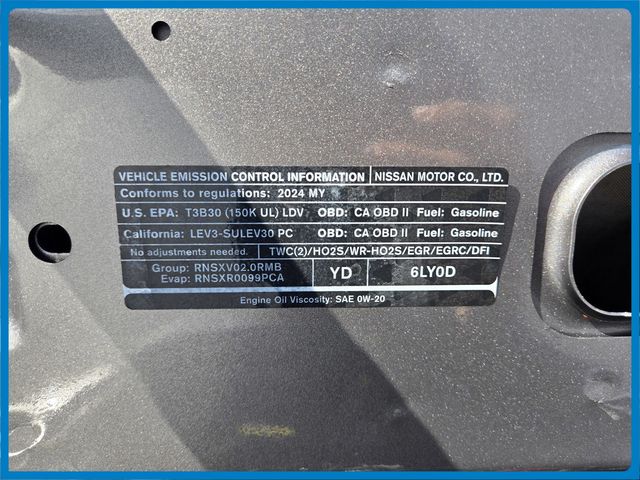 VEHICLE EMISSION CONTROL INFORMATION NISSAN MOTOR CO., LTD.
Conforms to regulations: 2024 MY
U.S. EPA: T3B30 (150K UL) LDV OBD: CA OBD II Fuel: Gasoline
California: LEV3-SULEV30 PC OBD: CA OBD II Fuel: Gasoline
No adjustments needed. TWC(2)/HO2S/WR-HO2S/EGR/EGRC/DFI
Group: RNSXV02.0RMB YD 6LY0D
Evap: RNSXR0099PCA
Engine Oil Viscosity: SAE 0W-20